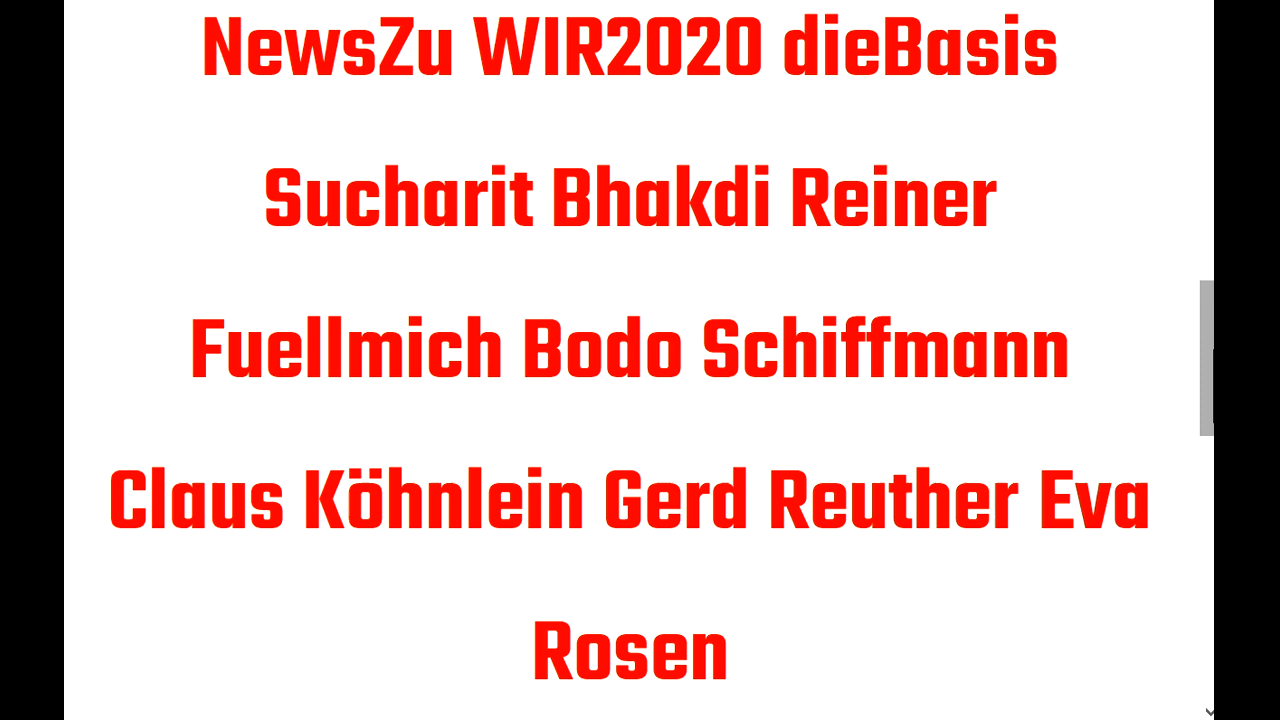 NewsZu WIR2020 dieBasis
Sucharit Bhakdi Reiner
Fuellmich Bodo Schiffmann
Claus Köhnlein Gerd Reuther Eva
Rosen